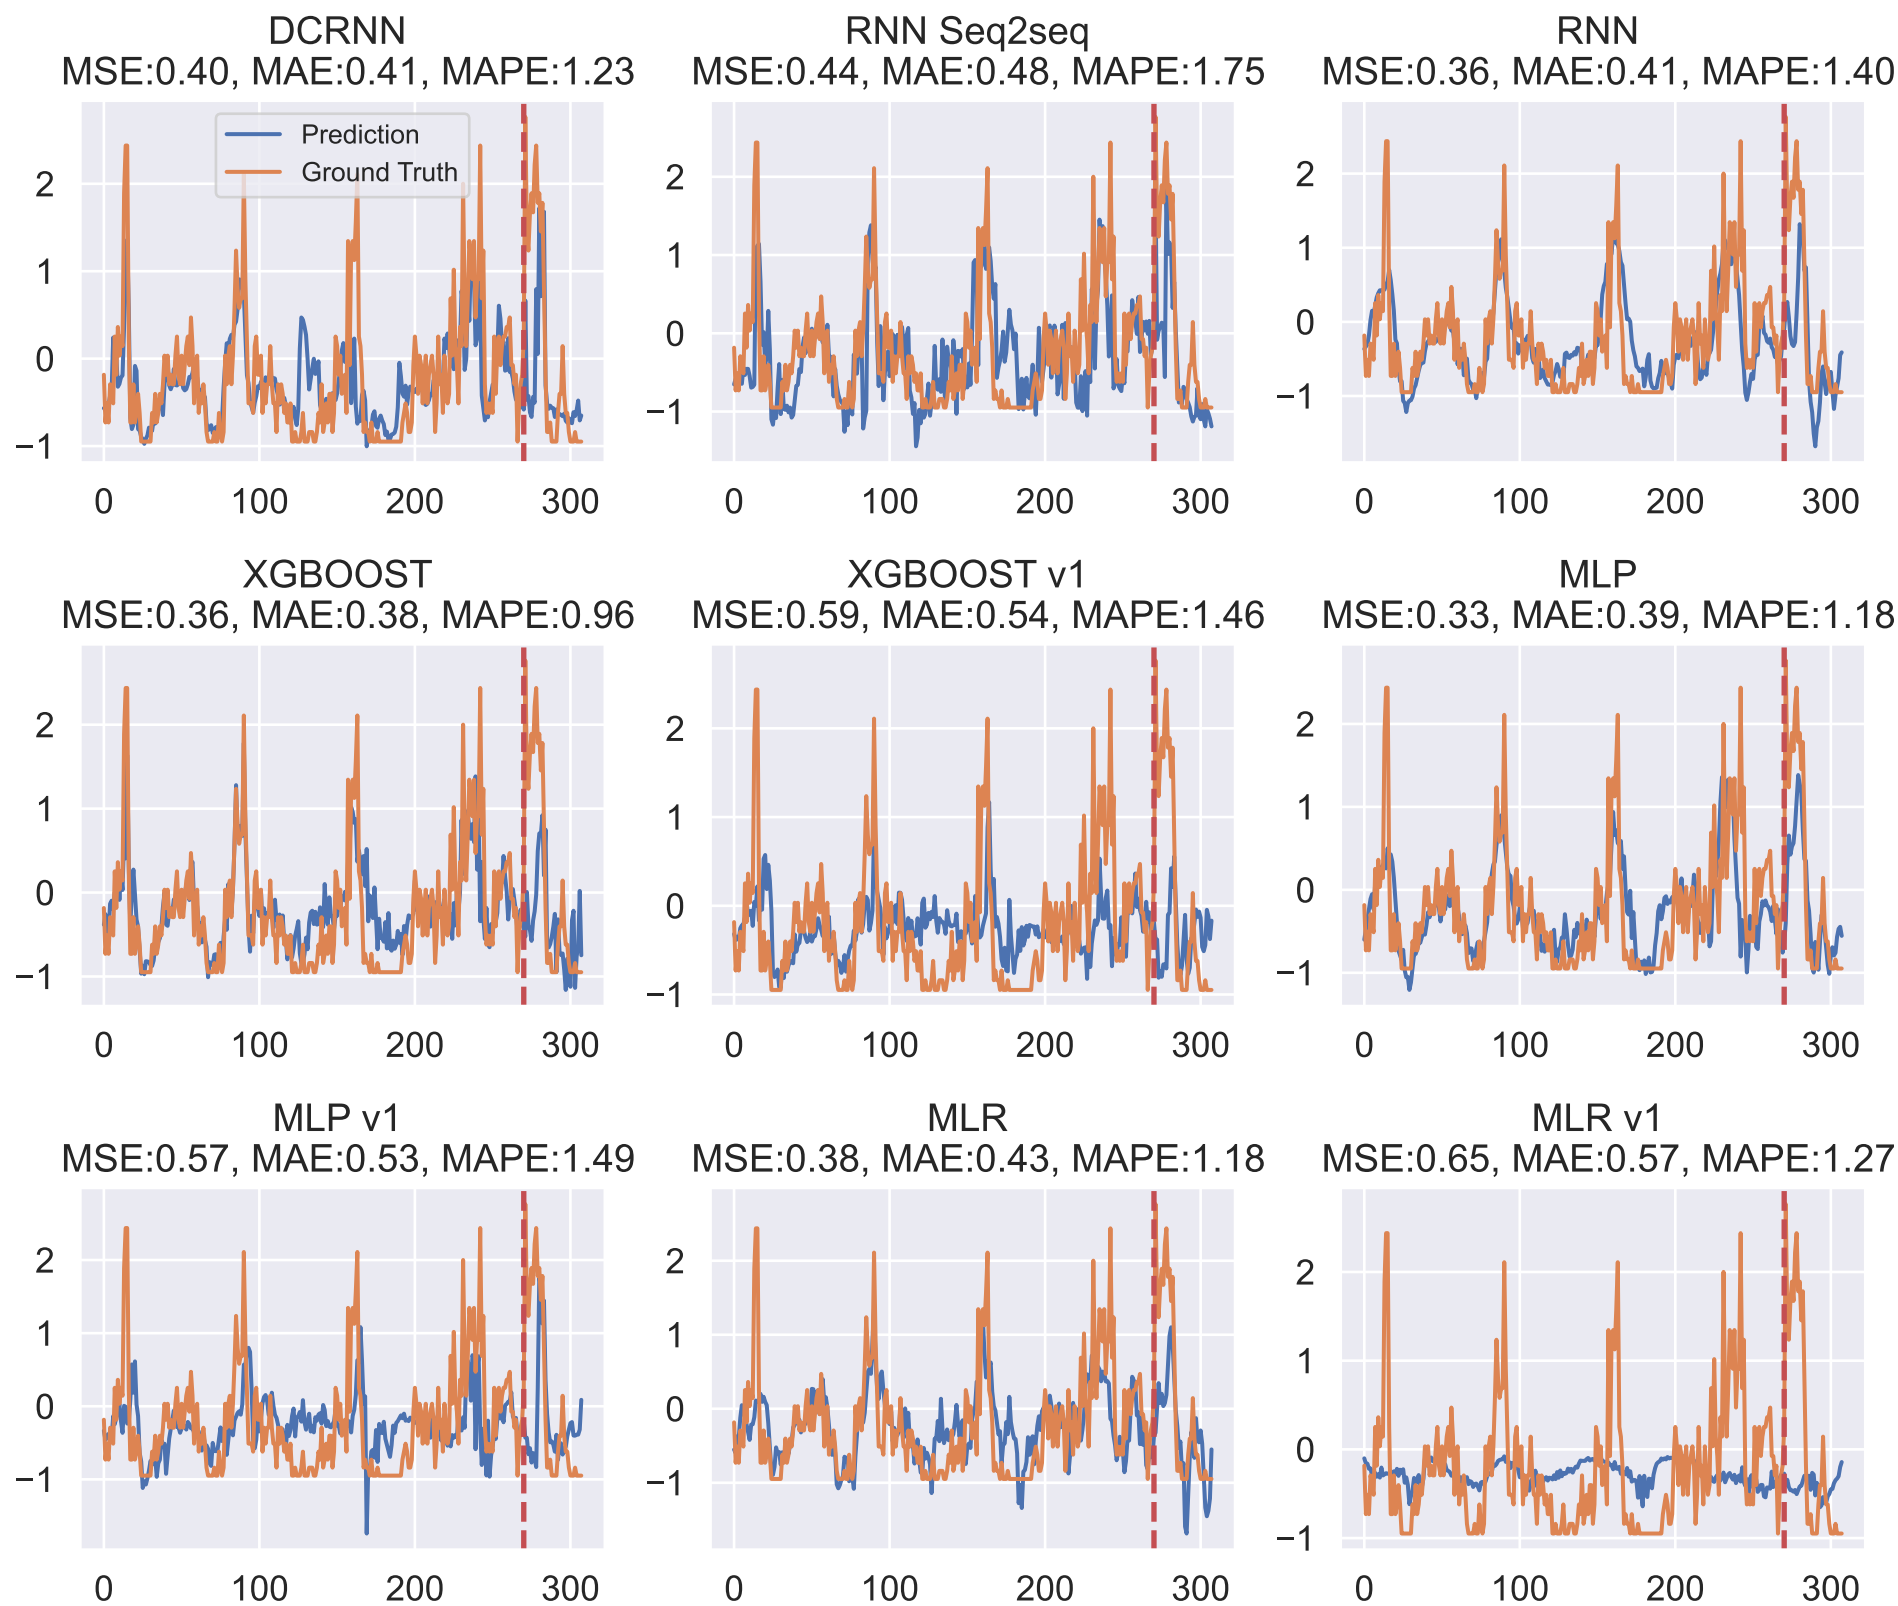 DCRNN
MSE:0.40, MAE:0.41, MAPE:1.23
Prediction
Ground Truth
2
1
0
−1
0 100 200 300
RNN Seq2seq
MSE:0.44, MAE:0.48, MAPE:1.75
2
1
0
−1
0 100 200 300
RNN
MSE:0.36, MAE:0.41, MAPE:1.40
2
1
0
−1
0 100 200 300
XGBOOST
MSE:0.36, MAE:0.38, MAPE:0.96
2
1
0
−1
0 100 200 300
XGBOOST v1
MSE:0.59, MAE:0.54, MAPE:1.46
2
1
0
−1
0 100 200 300
MLP
MSE:0.33, MAE:0.39, MAPE:1.18
2
1
0
−1
0 100 200 300
MLP v1
MSE:0.57, MAE:0.53, MAPE:1.49
2
1
0
−1
0 100 200 300
MLR
MSE:0.38, MAE:0.43, MAPE:1.18
2
1
0
−1
0 100 200 300
MLR v1
MSE:0.65, MAE:0.57, MAPE:1.27
2
1
0
−1
0 100 200 300